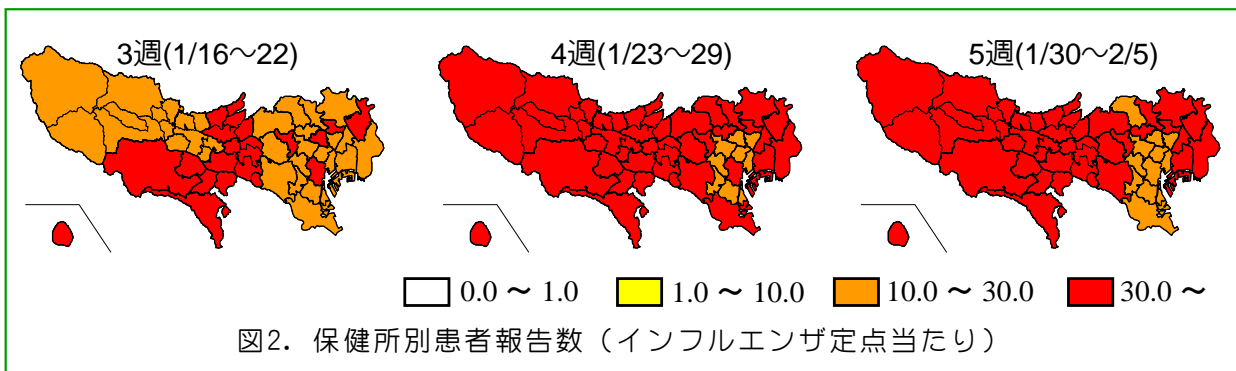 3週(1/16～22)
4週(1/23～29)
5週(1/30～2/5)
0.0 ～ 1.0
1.0 ～ 10.0
10.0 ～ 30.0
30.0 ～
図2．保健所別患者報告数（インフルエンザ定点当たり）